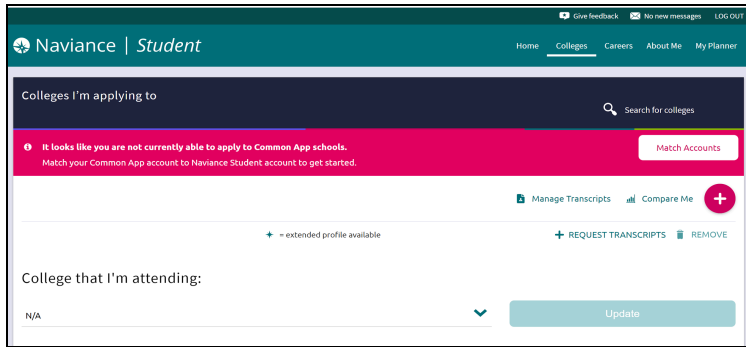 Give feedback No new messages LOG OUT
Naviance | Student
Home Colleges Careers About Me My Planner
Colleges I'm applying to
Search for colleges
It looks like you are not currently able to apply to Common App schools.
Match your Common App account to Naviance Student account to get started.
Match Accounts
Manage Transcripts Compare Me +
= extended profile available + REQUEST TRANSCRIPTS REMOVE
College that I'm attending:
N/A Update